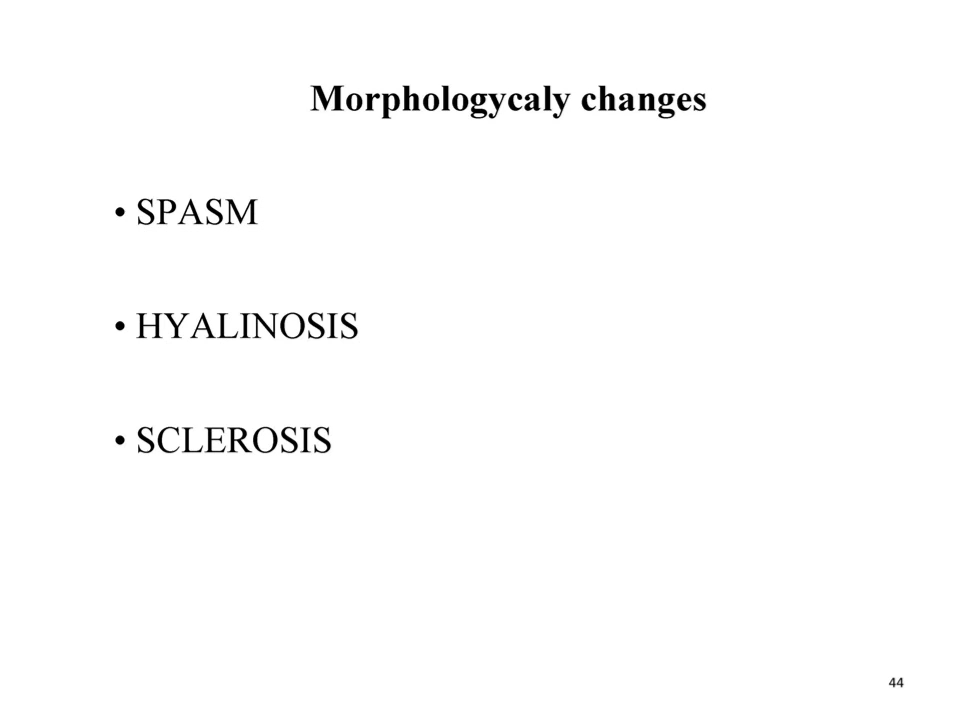 Morphologycaly changes
• SPASM
• HYALINOSIS
• SCLEROSIS
44